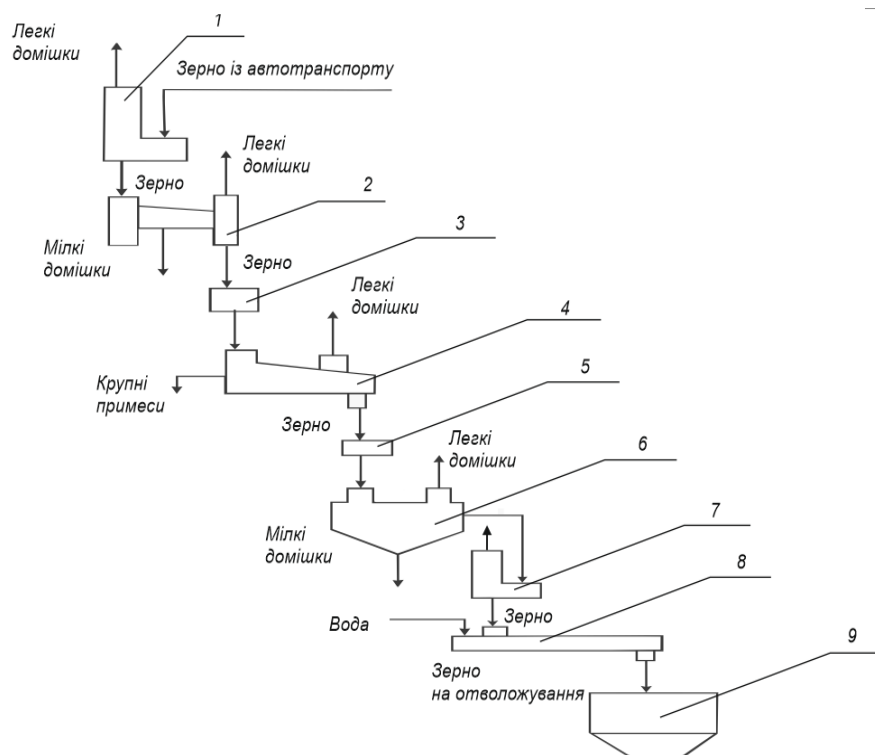 1
Легкі
домішки
Зерно із автотранспорту
Легкі
домішки
Зерно
2
3
Мілкі
домішки
Зерно
Легкі
домішки
4
5
Крупні
примеси
Зерно
Легкі
домішки
6
7
Мілкі
домішки
8
Вода
Зерно
9
Зерно
на отволожування